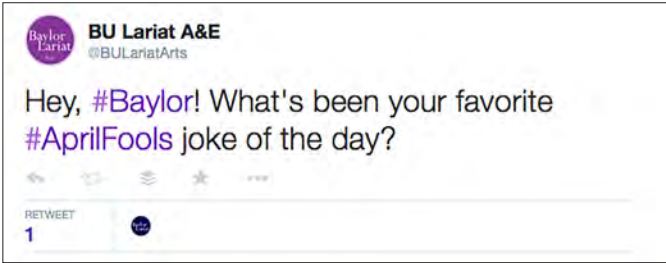 Baylor
Lariat
BU Lariat A&E
@BULariatArts
Hey, #Baylor! What's been your favorite
#AprilFools joke of the day?
RETWEET
1